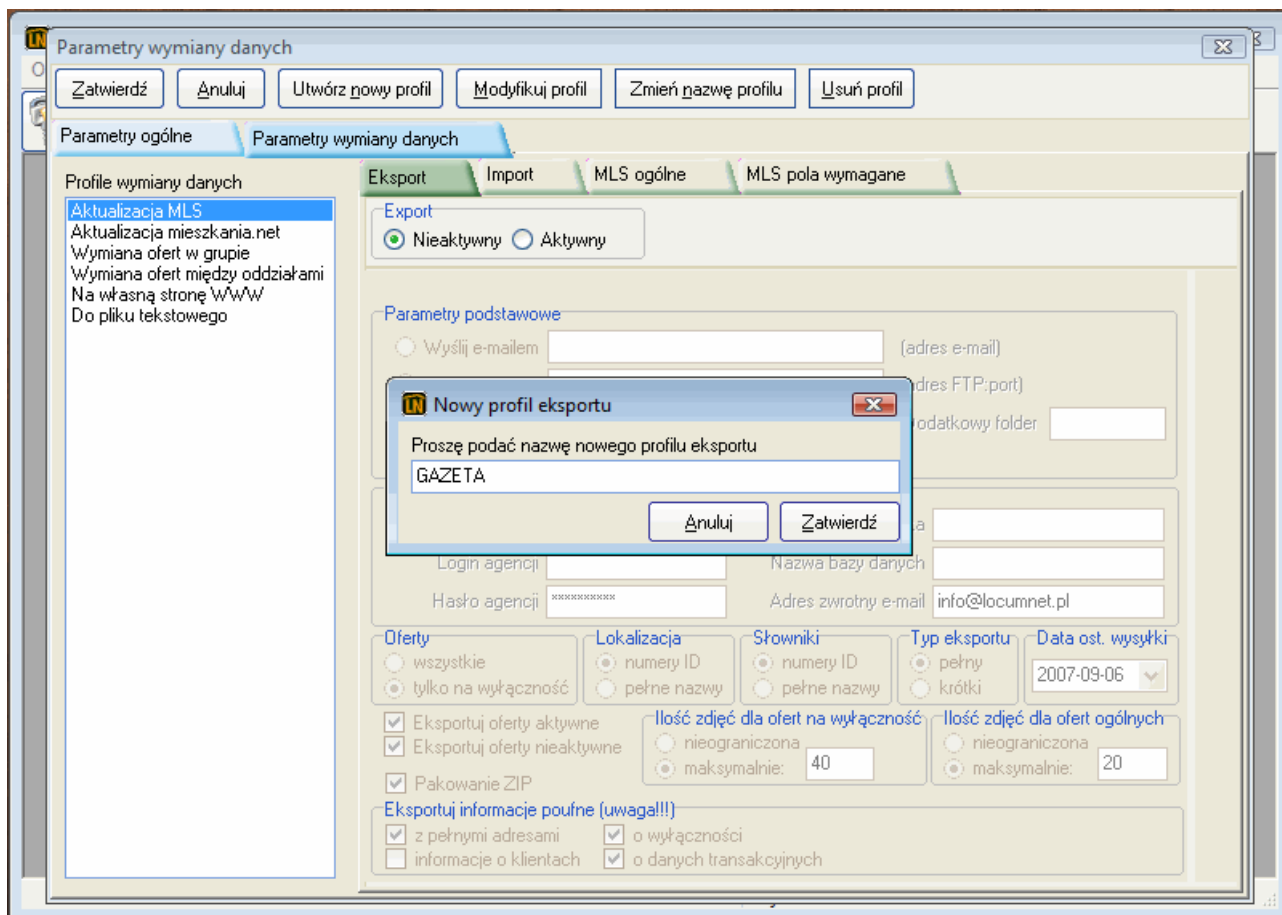 Parametry wymiany danych
Zatwierdź Anuluj Utwórz nowy profil Modyfikuj profil Zmień nazwę profilu Usuń profil
Parametry ogólne Parametry wymiany danych
Profile wymiany danych
Aktualizacja MLS
Aktualizacja mieszkania.net
Wymiana ofert w grupie
Wymiana ofert między oddziałami
Na własną stronę WWW
Do pliku tekstowego
Eksport Import MLS ogólne MLS pola wymagane
Export
Nieaktywny Aktywny
Parametry podstawowe
Wyślij e-mailem (adres e-mail)
adres FTP:port)
Dodatkowy folder
LN Nowy profil eksportu
Proszę podać nazwę nowego profilu eksportu
GAZETA
Anuluj Zatwierdź
Login agencji Nazwa bazy danych
Hasło agencji ********** Adres zwrotny e-mail info@locumnet.pl
Oferty Lokalizacja Słowniki Typ eksportu Data ost. wysyłki
wszystkie numery ID numery ID pełny 2007-09-06
tylko na wyłączność pełne nazwy pełne nazwy krótki
Eksportuj oferty aktywne Ilość zdjęć dla ofert na wyłączność Ilość zdjęć dla ofert ogólnych
Eksportuj oferty nieaktywne nieograniczona nieograniczona
Pakowanie ZIP maksymalnie: 40 maksymalnie: 20
Eksportuj informacje poufne (uwaga!!!)
z pełnymi adresami o wyłączności
informacje o klientach o danych transakcyjnych